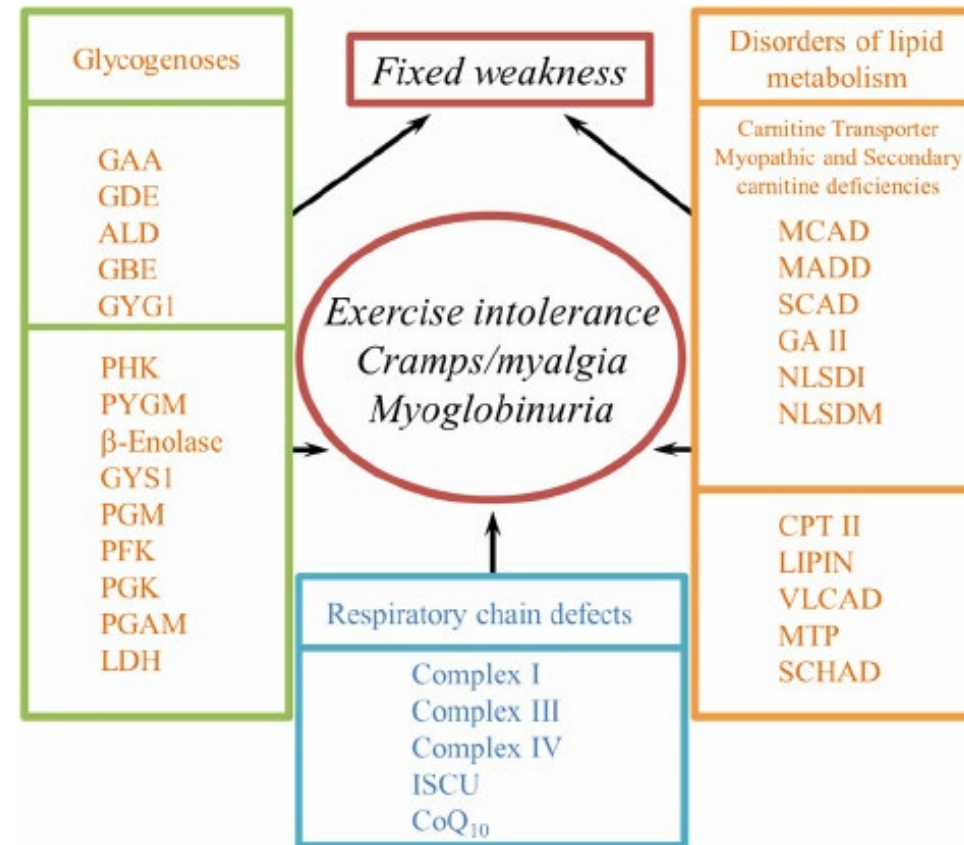 Glycogenoses
GAA
GDE
ALD
GBE
GYG1
PHK
PYGM
β-Enolase
GYS1
PGM
PFK
PGK
PGAM
LDH
Fixed weakness
Exercise intolerance
Cramps/myalgia
Myoglobinuria
Respiratory chain defects
Complex I
Complex III
Complex IV
ISCU
CoQ₁₀
Disorders of lipid
metabolism
Carnitine Transporter
Myopathic and Secondary
carnitine deficiencies
MCAD
MADD
SCAD
GA II
NLSDI
NLSDM
CPT II
LIPIN
VLCAD
MTP
SCHAD